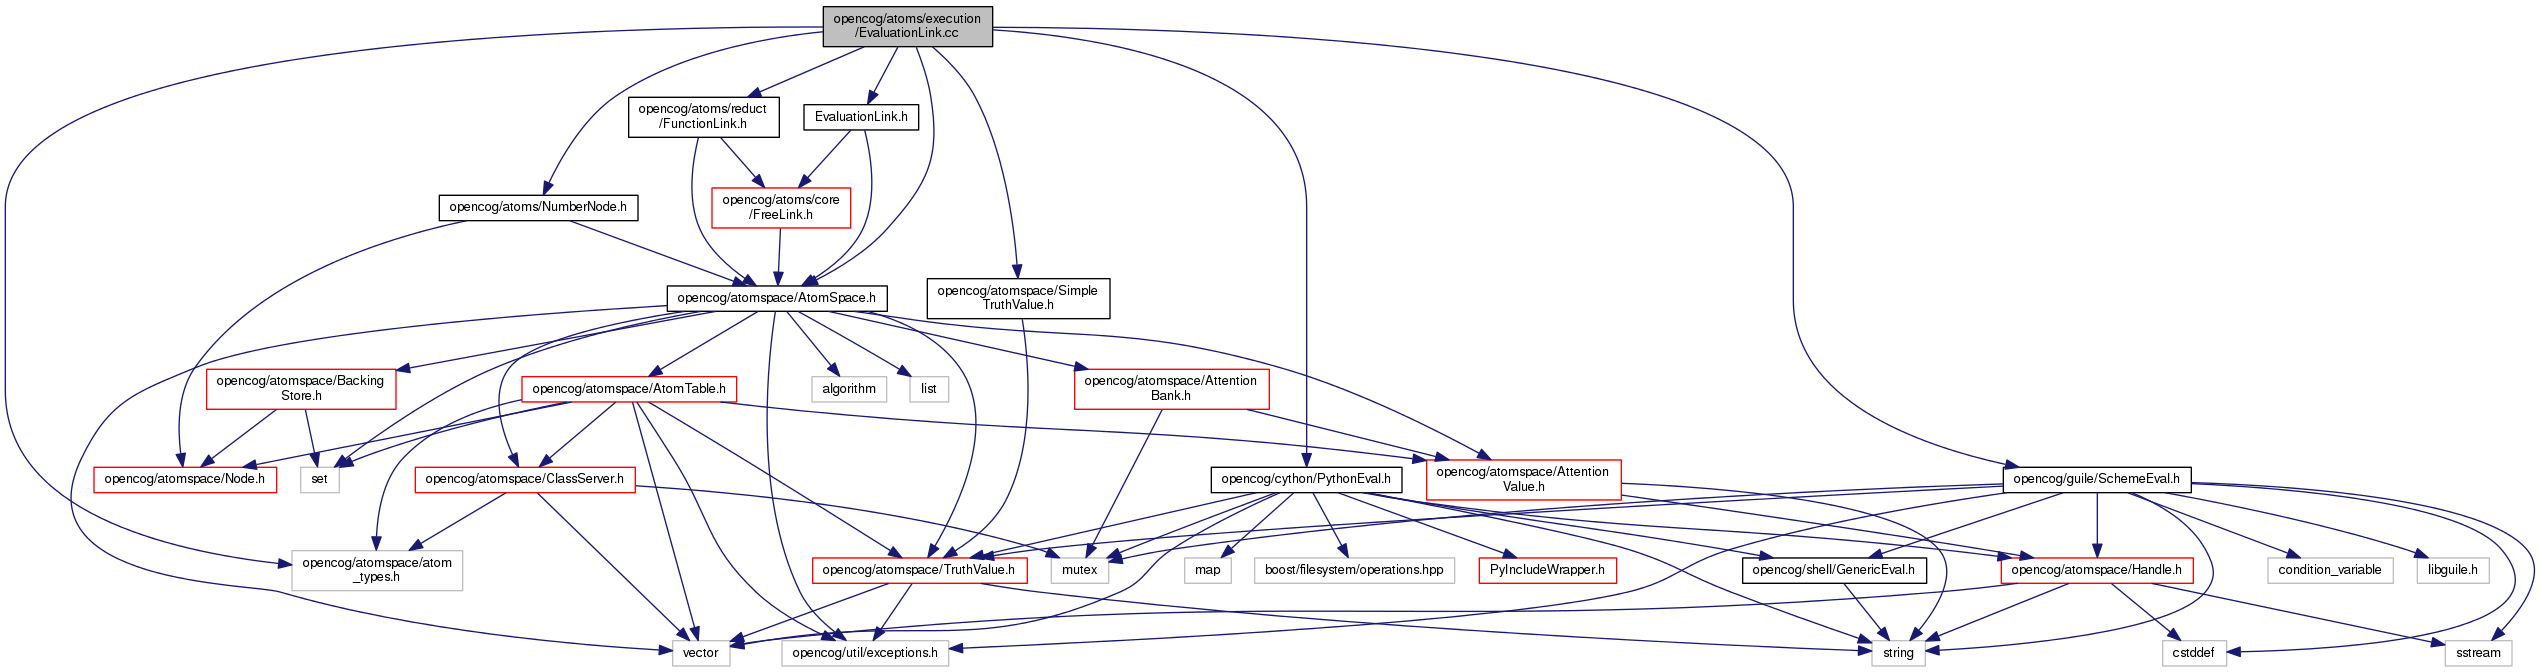 opencog/atoms/execution
/EvaluationLink.cc
opencog/atoms/reduct
/FunctionLink.h
EvaluationLink.h
opencog/atoms/NumberNode.h
opencog/atoms/core
/FreeLink.h
opencog/atomspace/AtomSpace.h
opencog/atomspace/Simple
TruthValue.h
opencog/atomspace/Backing
Store.h
opencog/atomspace/AtomTable.h
algorithm
list
opencog/atomspace/Attention
Bank.h
opencog/atomspace/Node.h
set
opencog/atomspace/ClassServer.h
opencog/cython/PythonEval.h
opencog/atomspace/Attention
Value.h
opencog/guile/SchemeEval.h
opencog/atomspace/atom
_types.h
opencog/atomspace/TruthValue.h
mutex
map
boost/filesystem/operations.hpp
PyIncludeWrapper.h
opencog/shell/GenericEval.h
opencog/atomspace/Handle.h
condition_variable
libguile.h
vector
opencog/util/exceptions.h
string
cstddef
sstream